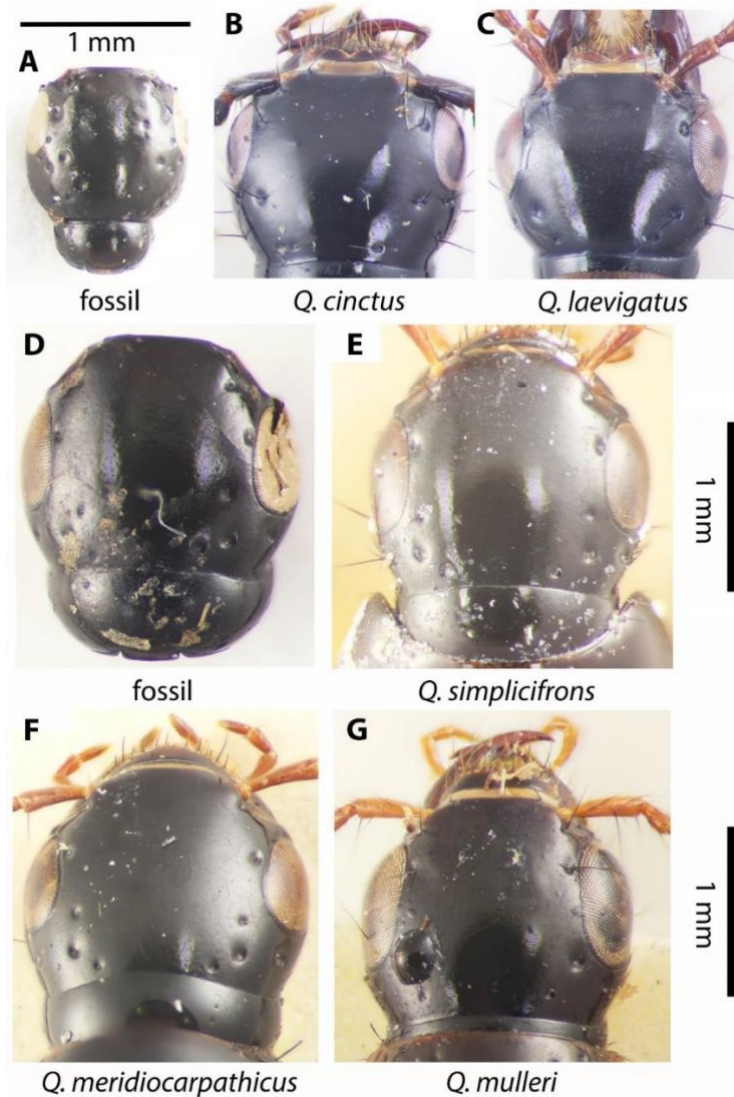 1 mm
A
B
C
fossil
Q. cinctus
Q. laevigatus
D
E
1 mm
fossil
Q. simplicifrons
F
G
1 mm
Q. meridiocarpathicus
Q. mulleri